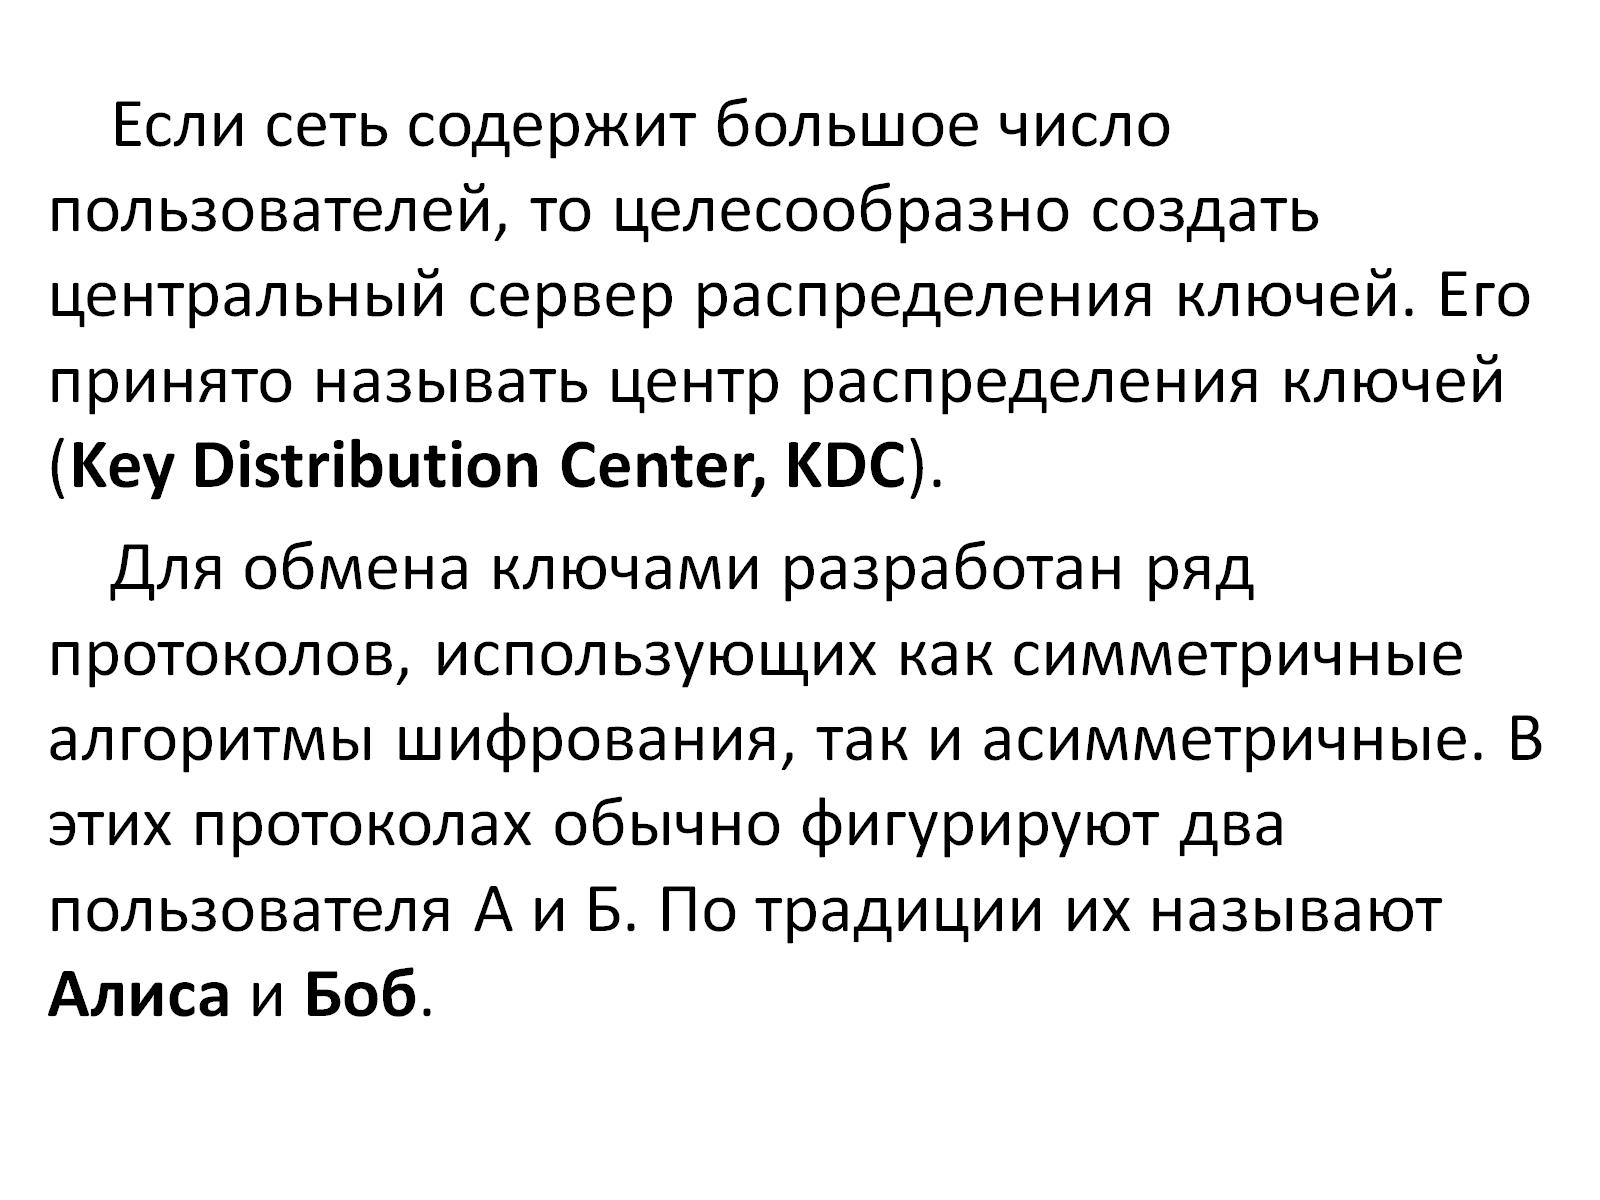 Если сеть содержит большое число
пользователей, то целесообразно создать
центральный сервер распределения ключей. Его
принято называть центр распределения ключей
(Key Distribution Center, KDC).
Для обмена ключами разработан ряд
протоколов, использующих как симметричные
алгоритмы шифрования, так и асимметричные. В
этих протоколах обычно фигурируют два
пользователя А и Б. По традиции их называют
Алиса и Боб.